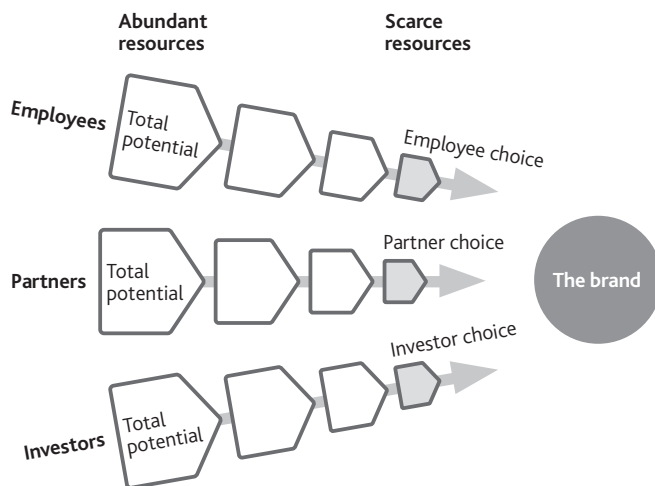 Abundant
resources
Scarce
resources
Employees
Total
potential
Employee choice
Partners
Total
potential
Partner choice
The brand
Investors
Total
potential
Investor choice